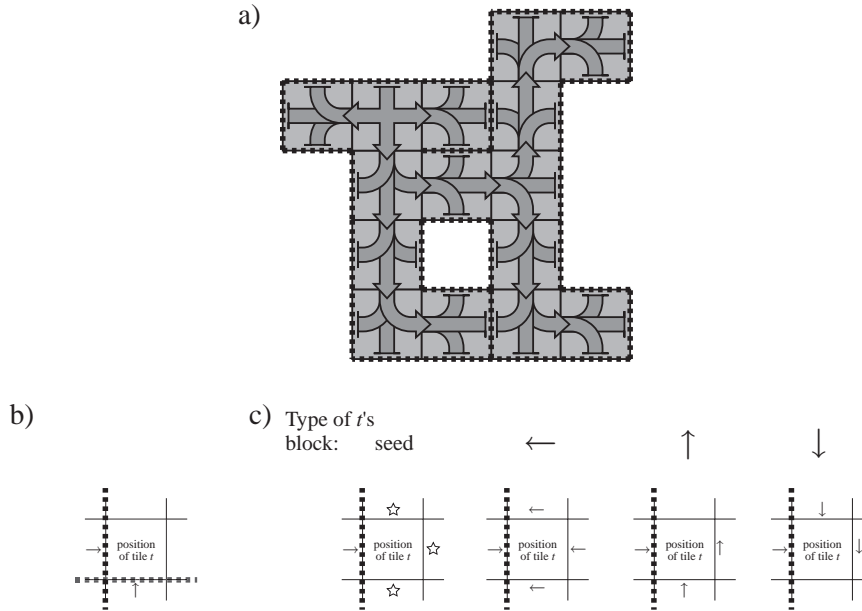 a)
b)
c) Type of t's
block: seed ← ↑ ↓
→ position
of tile t
↑
☆
→ position ☆
of tile t
☆
←
→ position ←
of tile t
←
→ position ↑
of tile t
↑
↓
→ position ↓
of tile t